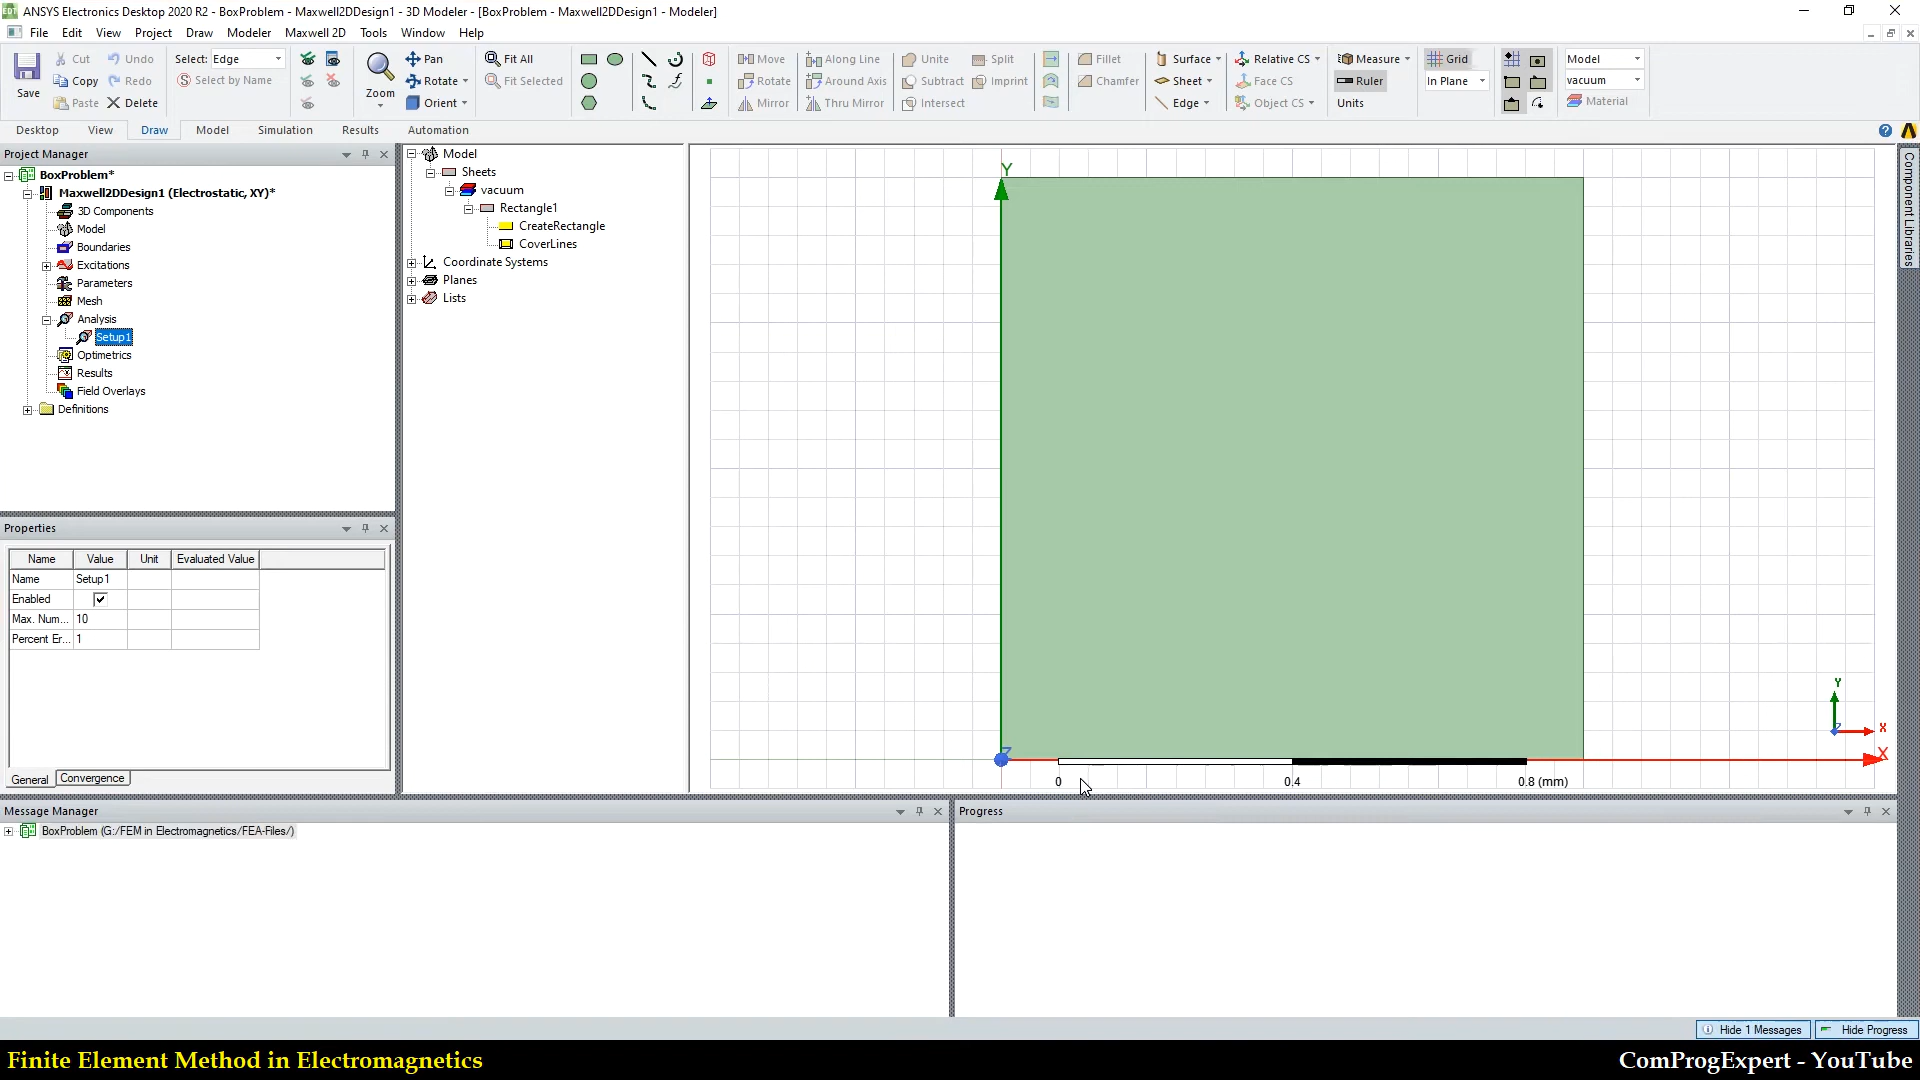 ANSYS Electronics Desktop 2020 R2 - BoxProblem - Maxwell2DDesign1 - 3D Modeler - [BoxProblem - Maxwell2DDesign1 - Modeler]
File Edit View Project Draw Modeler Maxwell 2D Tools Window Help
Save
Cut
Copy
Paste
Undo
Redo
Delete
Select: Edge
Select by Name
Zoom
Pan
Rotate
Orient
Fit All
Fit Selected
Move
Rotate
Mirror
Along Line
Around Axis
Thru Mirror
Unite
Subtract
Intersect
Split
Imprint
Fillet
Chamfer
Surface
Sheet
Edge
Relative CS
Face CS
Object CS
Measure
Ruler
Units
Grid
In Plane
Model
vacuum
Material
Desktop View Draw Model Simulation Results Automation
Project Manager
BoxProblem*
Maxwell2DDesign1 (Electrostatic, XY)*
3D Components
Model
Boundaries
Excitations
Parameters
Mesh
Analysis
Setup1
Optimetrics
Results
Field Overlays
Definitions
Properties
Name Value Unit Evaluated Value
Name Setup1
Enabled
Max. Num... 10
Percent Er... 1
General Convergence
Model
Sheets
vacuum
Rectangle1
CreateRectangle
CoverLines
Coordinate Systems
Planes
Lists
Y
Z
X
0 0.4 0.8 (mm)
Y
Z
X
Component Libraries
Message Manager
BoxProblem (G:/FEM in Electromagnetics/FEA-Files/)
Progress
Hide 1 Messages Hide Progress
Finite Element Method in Electromagnetics
ComProgExpert - YouTube